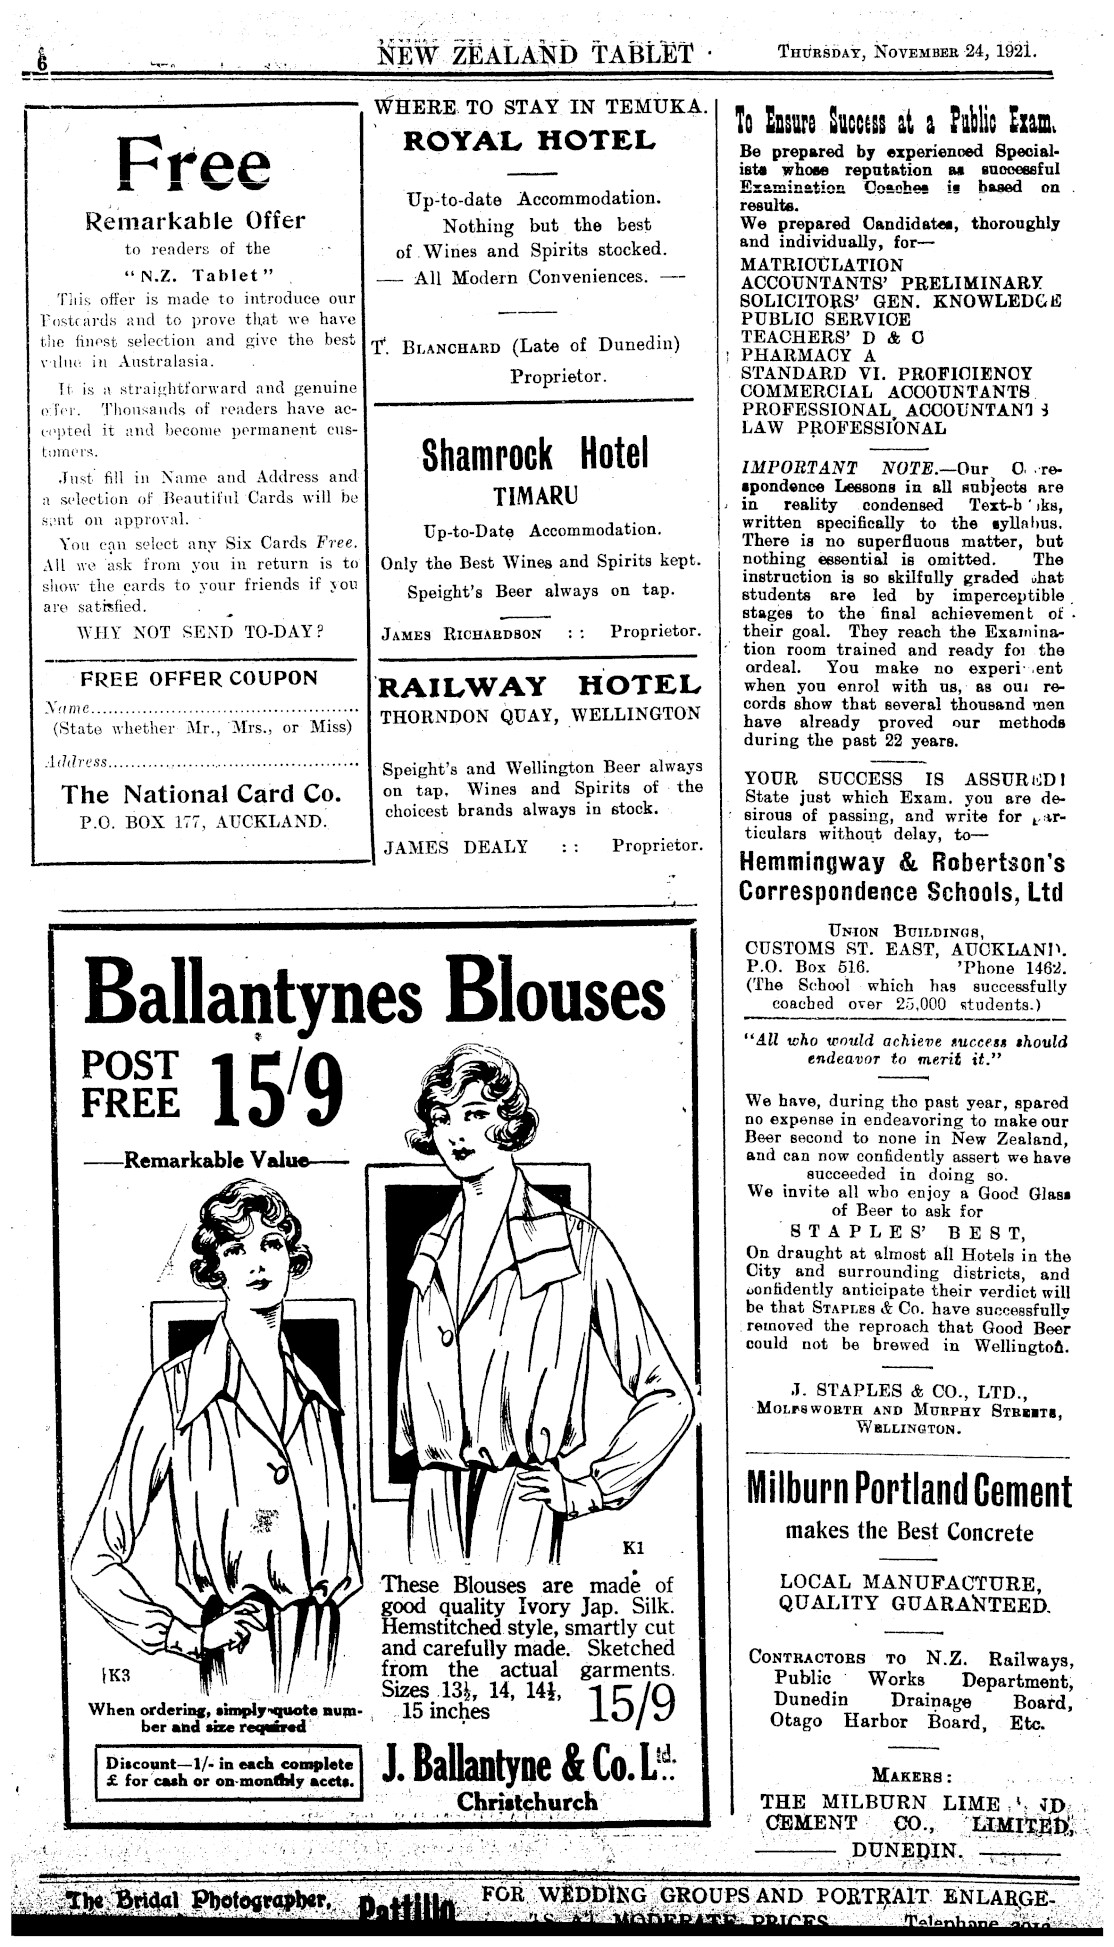 6
NEW ZEALAND TABLET
THURSDAY, NOVEMBER 24, 1921.
Free
Remarkable Offer
to readers of the
"N.Z. Tablet"
This offer is made to introduce our
Postcards and to prove that we have
the finest selection and give the best
value in Australasia.
It is a straightforward and genuine
offer. Thousands of readers have ac-
cepted it and become permanent cus-
tomers.
Just fill in Name and Address and
a selection of Beautiful Cards will be
sent on approval.
You can select any Six Cards Free.
All we ask from you in return is to
show the cards to your friends if you
are satisfied.
WHY NOT SEND TO-DAY?
FREE OFFER COUPON
Name
(State whether Mr., Mrs., or Miss)
Address
The National Card Co.
P.O. BOX 177, AUCKLAND.
WHERE TO STAY IN TEMUKA.
ROYAL HOTEL
Up-to-date Accommodation.
Nothing but the best
of Wines and Spirits stocked.
— All Modern Conveniences. —
T. BLANCHARD (Late of Dunedin)
Proprietor.
Shamrock Hotel
TIMARU
Up-to-Date Accommodation.
Only the Best Wines and Spirits kept.
Speight's Beer always on tap.
JAMES RICHARDSON :: Proprietor.
RAILWAY HOTEL
THORNDON QUAY, WELLINGTON
Speight's and Wellington Beer always
on tap. Wines and Spirits of the
choicest brands always in stock.
JAMES DEALY :: Proprietor.
Ballantynes Blouses
POST
FREE 15/9
—Remarkable Value—
K1
K3
These Blouses are made of
good quality Ivory Jap. Silk.
Hemstitched style, smartly cut
and carefully made. Sketched
from the actual garments.
Sizes 13½, 14, 14½,
15 inches 15/9
When ordering, simply quote num-
ber and size required
Discount—1/- in each complete
£ for cash or on monthly accts.
J. Ballantyne & Co. Ltd.
Christchurch
To Ensure Success at a Public Exam.
Be prepared by experienced Special-
ists whose reputation as successful
Examination Coaches is based on
results.
We prepared Candidates, thoroughly
and individually, for—
MATRICULATION
ACCOUNTANTS' PRELIMINARY
SOLICITORS' GEN. KNOWLEDGE
PUBLIC SERVICE
TEACHERS' D & C
PHARMACY A
STANDARD VI. PROFICIENCY
COMMERCIAL ACCOUNTANTS
PROFESSIONAL ACCOUNTANTS
LAW PROFESSIONAL
IMPORTANT NOTE.—Our Corre-
spondence Lessons in all subjects are
in reality condensed Text-books,
written specifically to the syllabus.
There is no superfluous matter, but
nothing essential is omitted. The
instruction is so skilfully graded that
students are led by imperceptible
stages to the final achievement of
their goal. They reach the Examina-
tion room trained and ready for the
ordeal. You make no experiment
when you enrol with us, as our re-
cords show that several thousand men
have already proved our methods
during the past 22 years.
YOUR SUCCESS IS ASSURED!
State just which Exam. you are de-
sirous of passing, and write for par-
ticulars without delay, to—
Hemmingway & Robertson's
Correspondence Schools, Ltd
UNION BUILDINGS,
CUSTOMS ST. EAST, AUCKLAND.
P.O. Box 516. 'Phone 1462.
(The School which has successfully
coached over 25,000 students.)
"All who would achieve success should
endeavor to merit it."
We have, during the past year, spared
no expense in endeavoring to make our
Beer second to none in New Zealand,
and can now confidently assert we have
succeeded in doing so.
We invite all who enjoy a Good Glass
of Beer to ask for
STAPLES' BEST,
On draught at almost all Hotels in the
City and surrounding districts, and
confidently anticipate their verdict will
be that STAPLES & Co. have successfully
removed the reproach that Good Beer
could not be brewed in Wellington.
J. STAPLES & CO., LTD.,
MOLESWORTH AND MURPHY STREETS,
WELLINGTON.
Milburn Portland Cement
makes the Best Concrete
LOCAL MANUFACTURE,
QUALITY GUARANTEED.
CONTRACTORS TO N.Z. Railways,
Public Works Department,
Dunedin Drainage Board,
Otago Harbor Board, Etc.
MAKERS:
THE MILBURN LIME AND
CEMENT CO., LIMITED,
DUNEDIN.
The Bridal Photographer,
Pattillo
FOR WEDDING GROUPS AND PORTRAIT ENLARGE-
AT MODERATE PRICES
Telephone